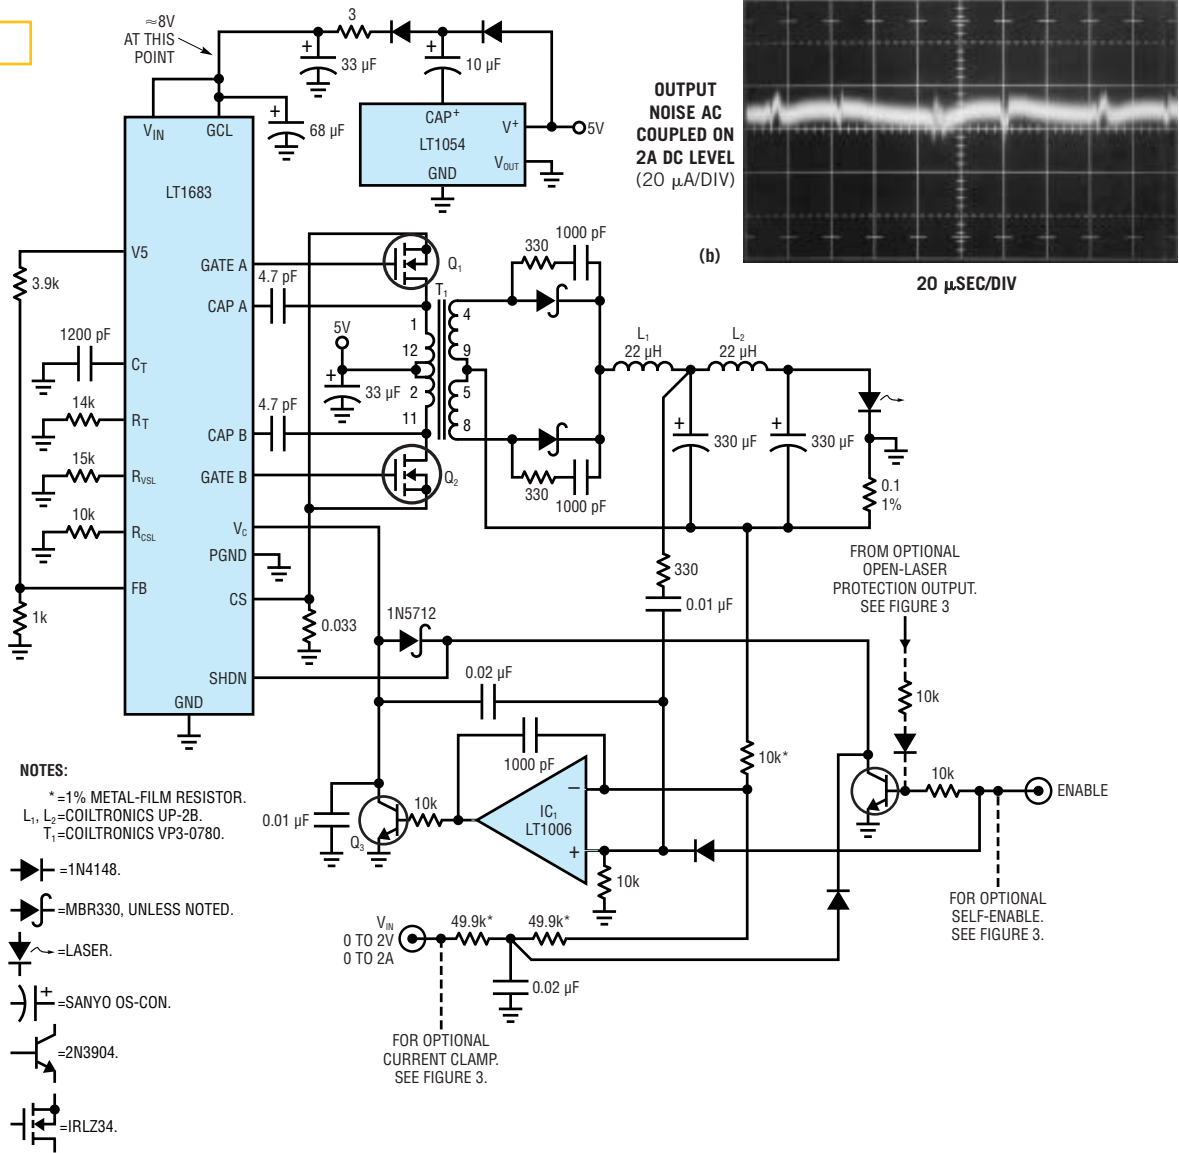 ≈8V
AT THIS
POINT
3
33 µF
10 µF
68 µF
V_IN
GCL
LT1683
CAP+
LT1054
V+
V_OUT
GND
5V
OUTPUT
NOISE AC
COUPLED ON
2A DC LEVEL
(20 µA/DIV)
(b)
20 µSEC/DIV
V5
3.9k
GATE A
4.7 pF
CAP A
Q1
T1
330
1000 pF
1
12
2
11
4
9
5
8
5V
33 µF
1200 pF
CT
14k
RT
4.7 pF
CAP B
15k
RVSL
GATE B
Q2
330
1000 pF
10k
RCSL
VC
PGND
FB
1k
CS
0.033
SHDN
GND
L1
22 µH
L2
22 µH
330 µF
330 µF
0.1
1%
330
0.01 µF
1N5712
0.02 µF
1000 pF
10k*
FROM OPTIONAL
OPEN-LASER
PROTECTION OUTPUT.
SEE FIGURE 3
10k
10k
ENABLE
0.01 µF
Q3
10k
IC1
LT1006
−
+
10k
VIN
0 TO 2V
0 TO 2A
49.9k*
49.9k*
0.02 µF
FOR OPTIONAL
CURRENT CLAMP.
SEE FIGURE 3.
FOR OPTIONAL
SELF-ENABLE.
SEE FIGURE 3.
NOTES:
*=1% METAL-FILM RESISTOR.
L1, L2=COILTRONICS UP-2B.
T1=COILTRONICS VP3-0780.
=1N4148.
=MBR330, UNLESS NOTED.
=LASER.
=SANYO OS-CON.
=2N3904.
=IRLZ34.